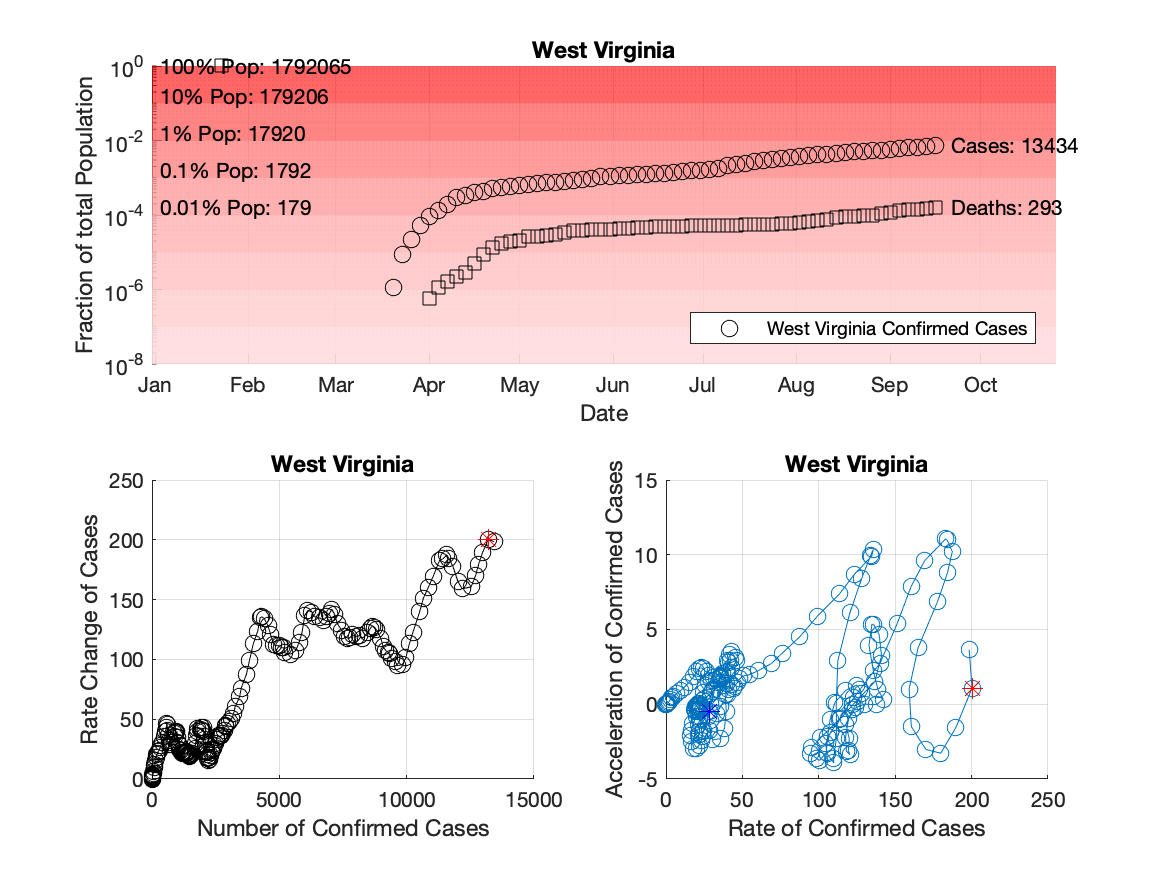 West Virginia
10^0
10^-2
10^-4
10^-6
10^-8
Fraction of total Population
100% Pop: 1792065
10% Pop: 179206
1% Pop: 17920
0.1% Pop: 1792
0.01% Pop: 179
Cases: 13434
Deaths: 293
West Virginia Confirmed Cases
Jan Feb Mar Apr May Jun Jul Aug Sep Oct
Date
West Virginia
250
200
150
100
50
0
Rate Change of Cases
0 5000 10000 15000
Number of Confirmed Cases
West Virginia
15
10
5
0
-5
Acceleration of Confirmed Cases
0 50 100 150 200 250
Rate of Confirmed Cases